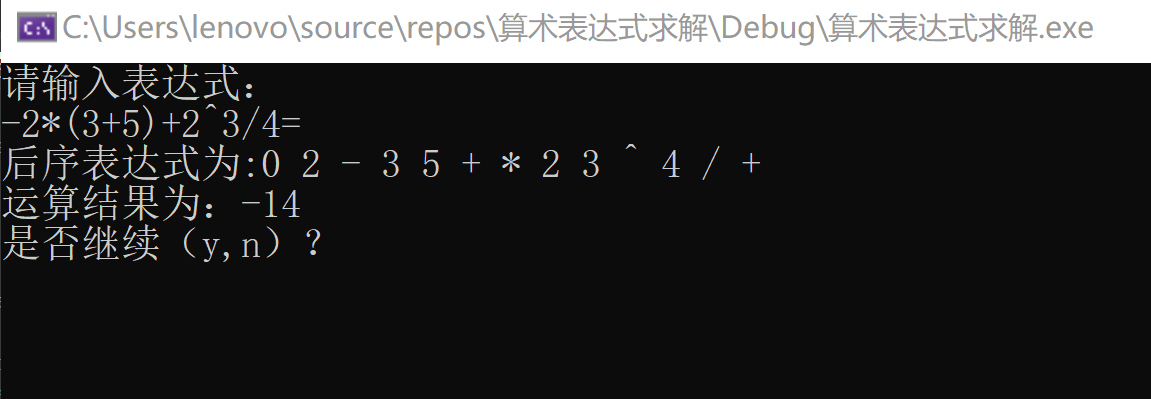 C:\Users\lenovo\source\repos\算术表达式求解\Debug\算术表达式求解.exe
请输入表达式:
-2*(3+5)+2^3/4=
后序表达式为:0 2 - 3 5 + * 2 3 ^ 4 / +
运算结果为：-14
是否继续（y,n）？